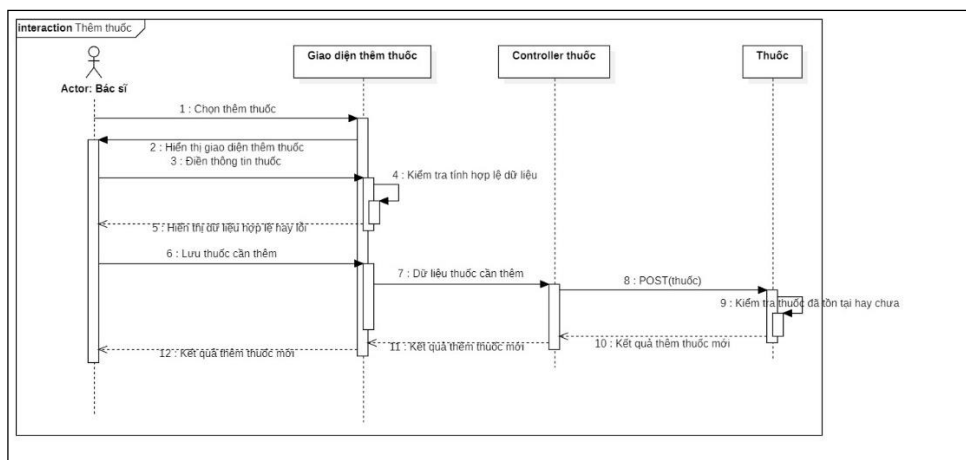 interaction Thêm thuốc
Giao diện thêm thuốc
Controller thuốc
Thuốc
Actor: Bác sĩ
1 : Chọn thêm thuốc
2 : Hiển thị giao diện thêm thuốc
3 : Điền thông tin thuốc
4 : Kiểm tra tính hợp lệ dữ liệu
5 : Hiển thị dữ liệu hợp lệ hay lỗi
6 : Lưu thuốc cần thêm
7 : Dữ liệu thuốc cần thêm
8 : POST(thuốc)
9 : Kiểm tra thuốc đã tồn tại hay chưa
10 : Kết quả thêm thuốc mới
11 : Kết quả thêm thuốc mới
12 : Kết quả thêm thuốc mới